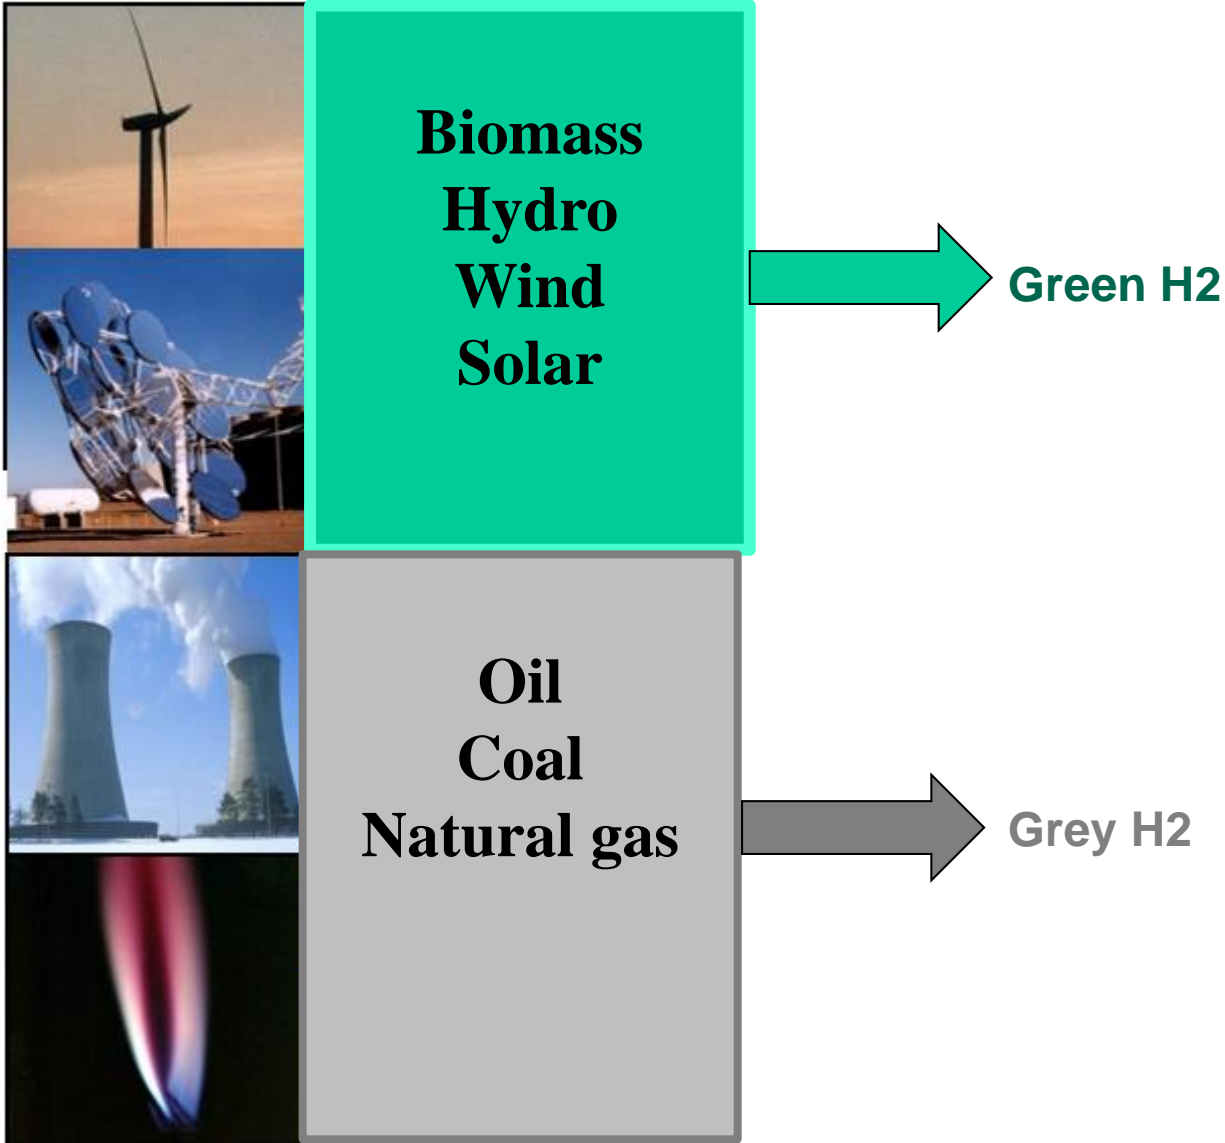 Biomass
Hydro
Wind
Solar
Green H2
Oil
Coal
Natural gas
Grey H2